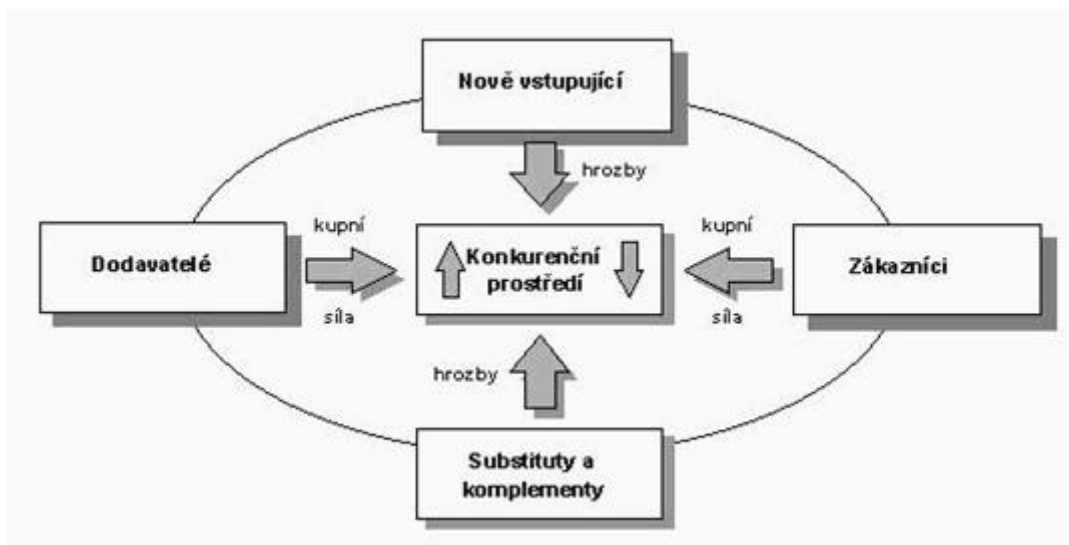 Nově vstupující
hrozby
kupní
kupní
Dodavatelé
Konkurenční
prostředí
Zákazníci
síla
síla
hrozby
Substituty a
komplementy